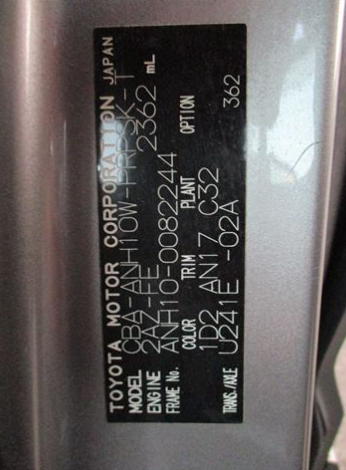 TOYOTA MOTOR CORPORATION JAPAN
MODEL CBA-ANH10W-PRPSK-T
ENGINE 2AZ-FE 2362 mL
FRAME No. ANH10-0082244
COLOR TRIM PLANT OPTION
1D2 AN17 C32 362
TRANS./AXLE U241E -02A